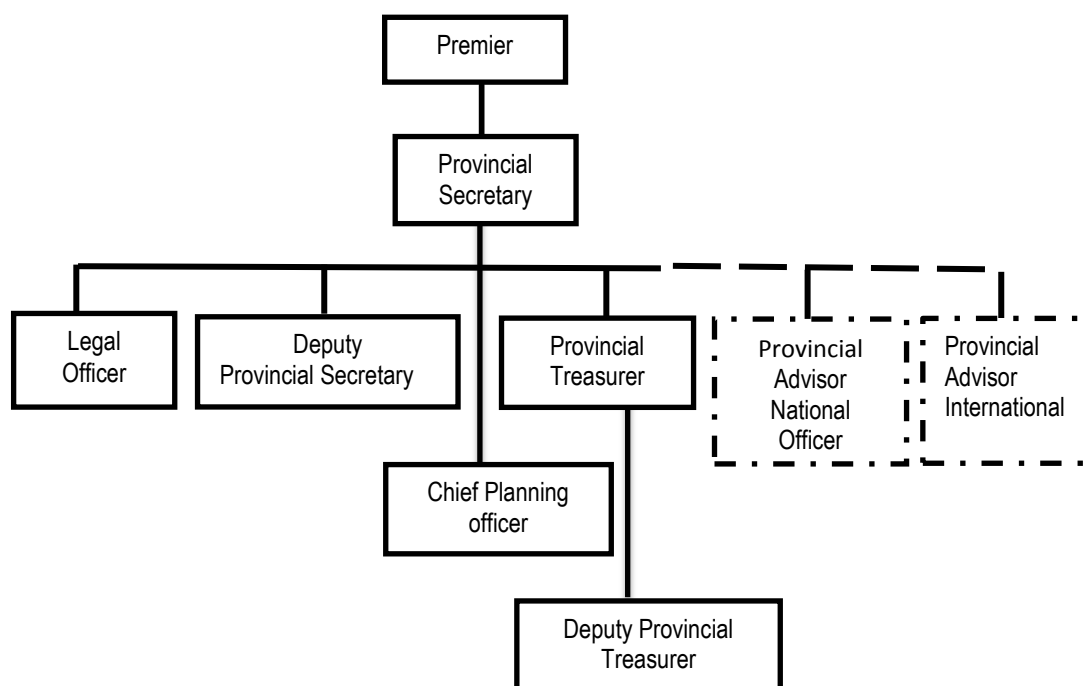 Premier
Provincial
Secretary
Legal
Officer
Deputy
Provincial Secretary
Provincial
Treasurer
Provincial
Advisor
National
Officer
Provincial
Advisor
International
Chief Planning
officer
Deputy Provincial
Treasurer